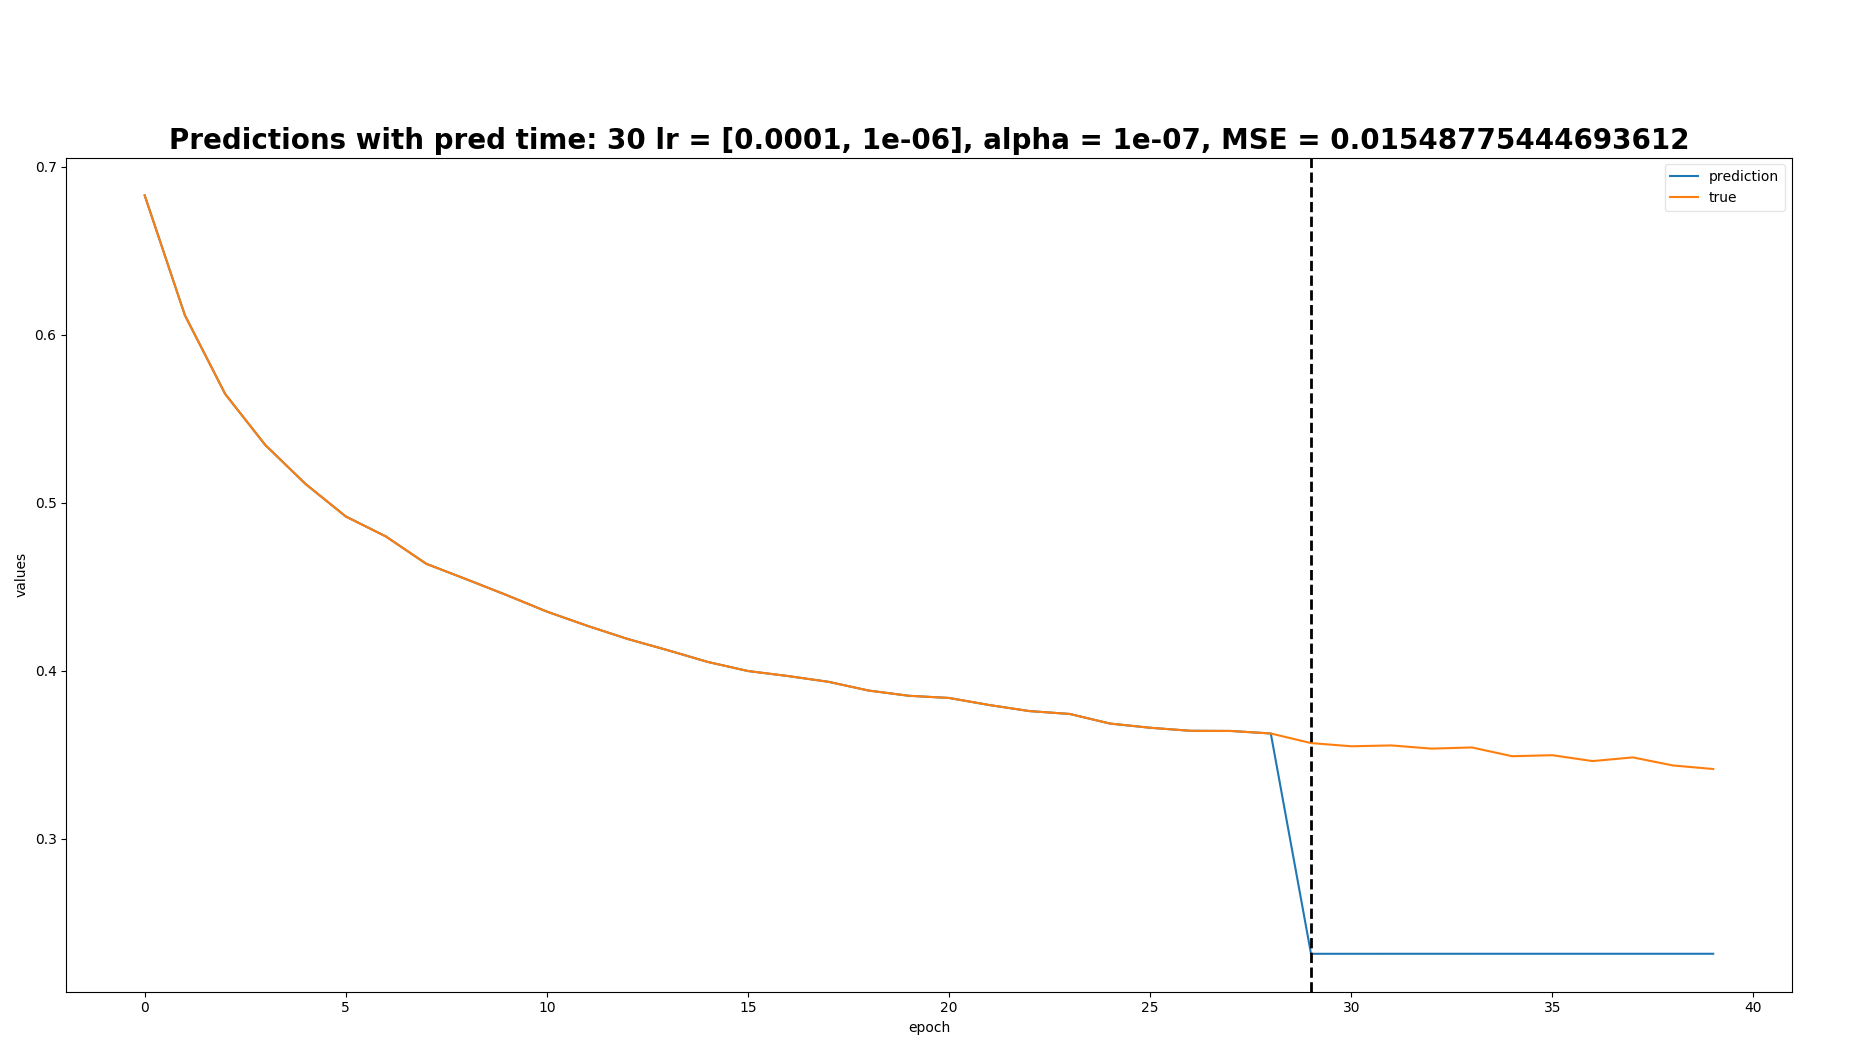 Predictions with pred time: 30 lr = [0.0001, 1e-06], alpha = 1e-07, MSE = 0.01548775444693612
prediction
true
0.7
0.6
0.5
0.4
0.3
values
0 5 10 15 20 25 30 35 40
epoch